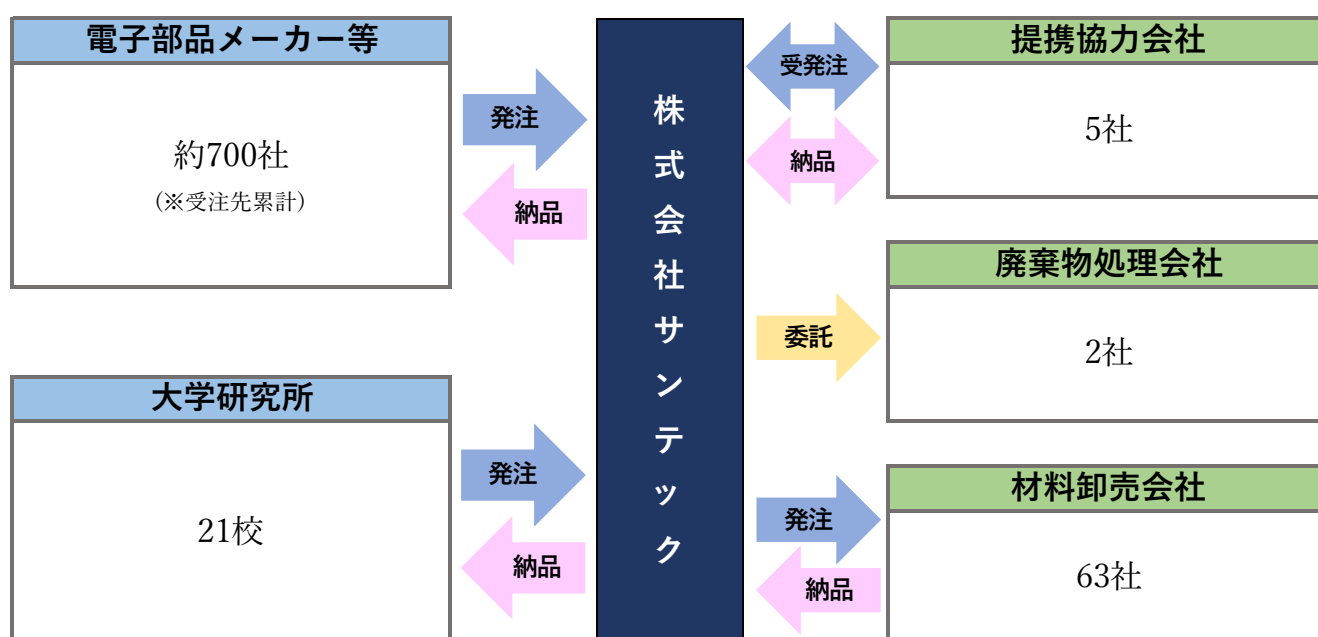 電子部品メーカー等
約700社
(※受注先累計)
発注
納品
大学研究所
21校
発注
納品
株式会社サンテック
受発注
納品
提携協力会社
5社
委託
廃棄物処理会社
2社
発注
納品
材料卸売会社
63社